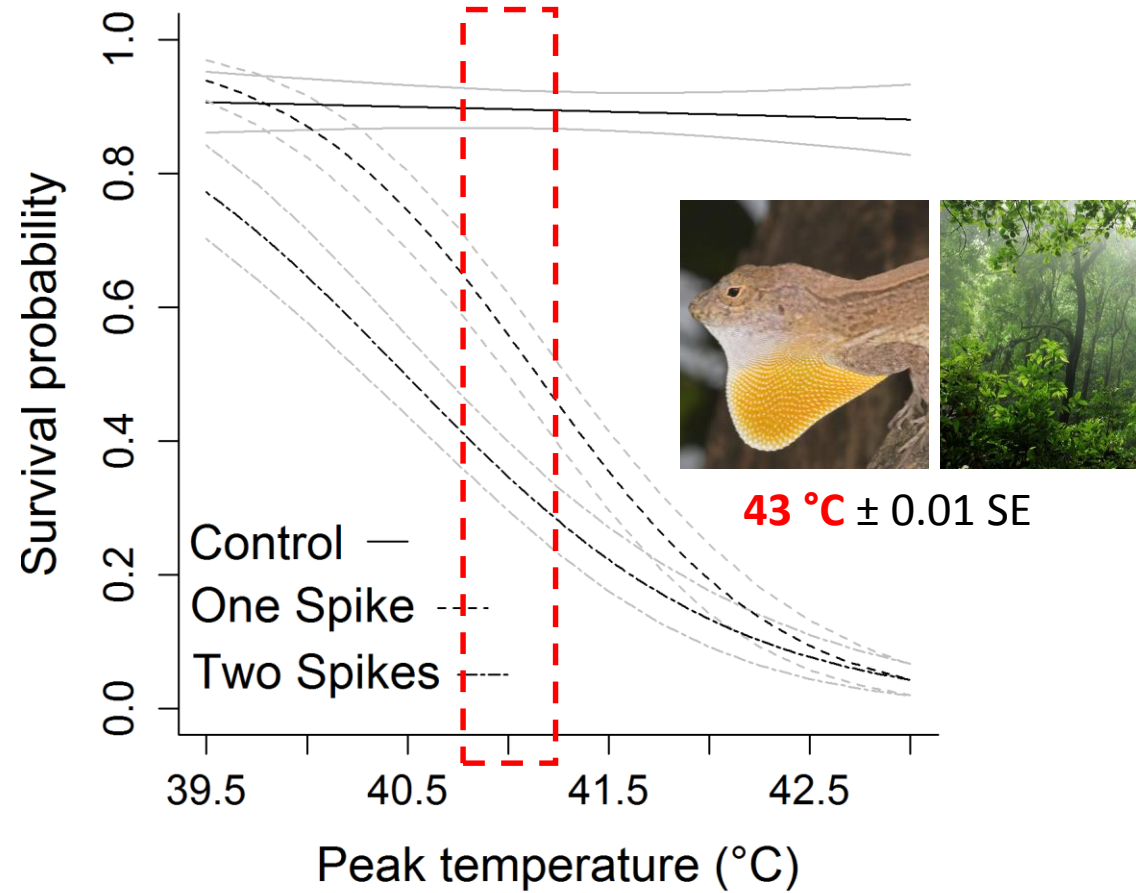 Survival probability
1.0
0.8
0.6
0.4
0.2
0.0
Control
One Spike
Two Spikes
43 °C ± 0.01 SE
39.5
40.5
41.5
42.5
Peak temperature (°C)